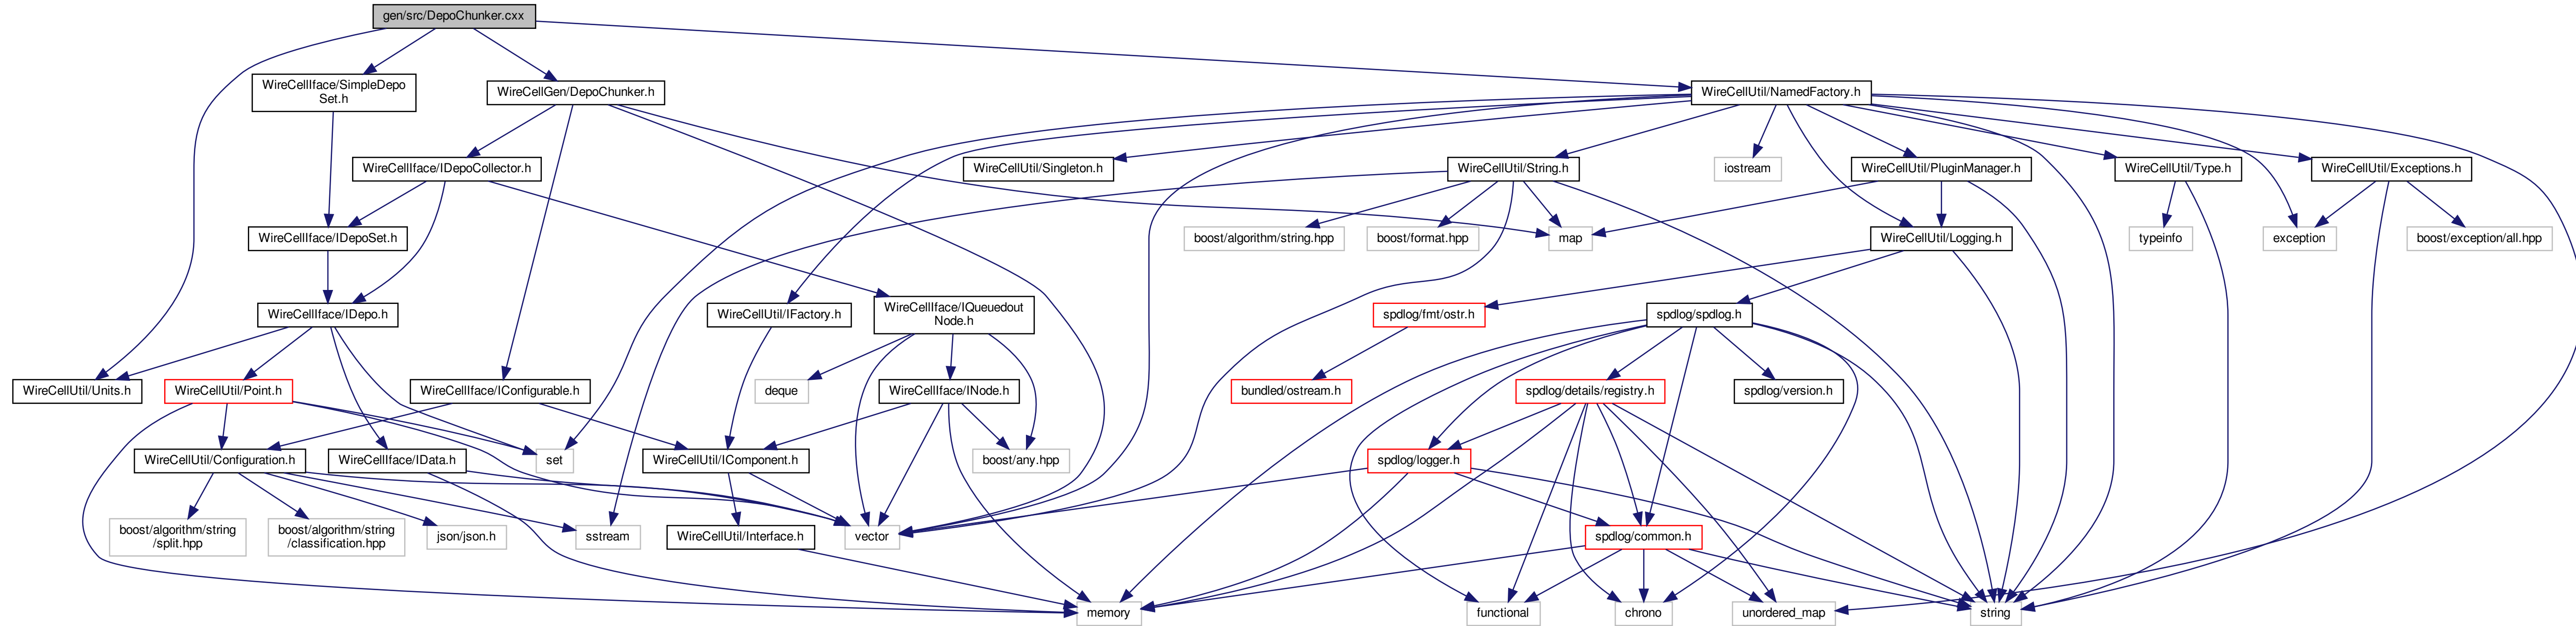 gen/src/DepoChunker.cxx
WireCellIface/SimpleDepo
Set.h
WireCellGen/DepoChunker.h
WireCellUtil/NamedFactory.h
WireCellIface/IDepoCollector.h
WireCellUtil/Singleton.h
WireCellUtil/String.h
iostream
WireCellUtil/PluginManager.h
WireCellUtil/Type.h
WireCellUtil/Exceptions.h
WireCellIface/IDepoSet.h
boost/algorithm/string.hpp
boost/format.hpp
map
WireCellUtil/Logging.h
typeinfo
exception
boost/exception/all.hpp
WireCellIface/IDepo.h
WireCellUtil/IFactory.h
WireCellIface/IQueuedout
Node.h
spdlog/fmt/ostr.h
spdlog/spdlog.h
WireCellUtil/Units.h
WireCellUtil/Point.h
WireCellIface/IConfigurable.h
deque
WireCellIface/INode.h
bundled/ostream.h
spdlog/details/registry.h
spdlog/version.h
WireCellUtil/Configuration.h
WireCellIface/IData.h
set
WireCellUtil/IComponent.h
boost/any.hpp
spdlog/logger.h
boost/algorithm/string
/split.hpp
boost/algorithm/string
/classification.hpp
json/json.h
sstream
WireCellUtil/Interface.h
vector
spdlog/common.h
memory
functional
chrono
unordered_map
string